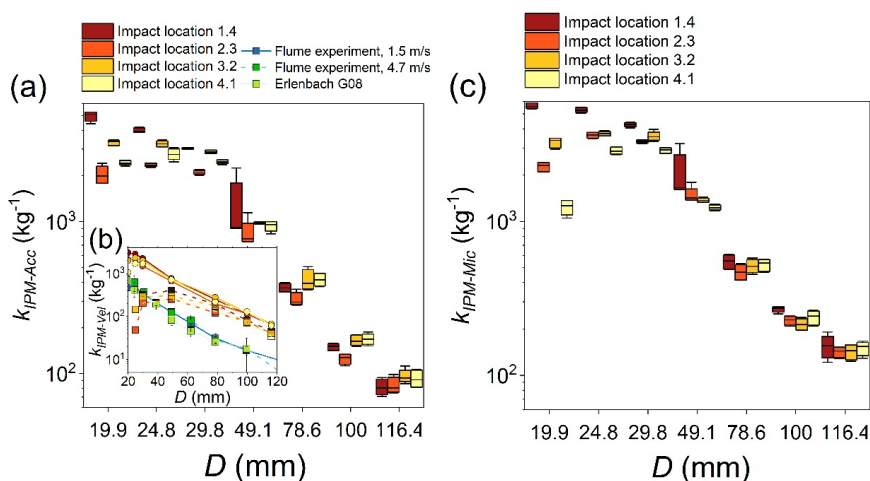 Impact location 1.4
Impact location 2.3
Impact location 3.2
Impact location 4.1
Flume experiment, 1.5 m/s
Flume experiment, 4.7 m/s
Erlenbach G08
(a)
k_IPM-Acc (kg⁻¹)
10³
10²
19.9 24.8 29.8 49.1 78.6 100 116.4
D (mm)
(b)
k_IPM-Vel (kg⁻¹)
10³
10²
10¹
20 40 60 80 100 120
D (mm)
Impact location 1.4
Impact location 2.3
Impact location 3.2
Impact location 4.1
(c)
k_IPM-Mic (kg⁻¹)
10³
10²
19.9 24.8 29.8 49.1 78.6 100 116.4
D (mm)